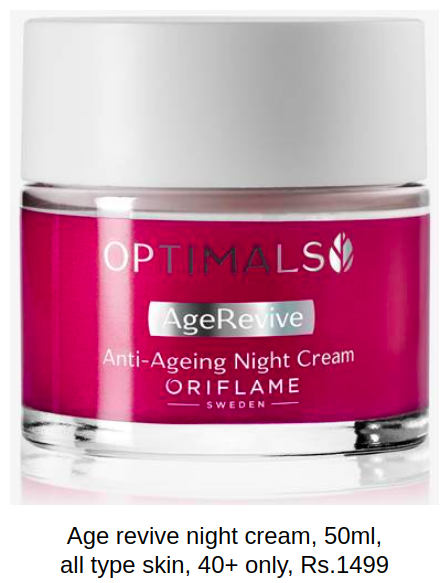 OPTIMALS
AgeRevive
Anti-Ageing Night Cream
ORIFLAME
SWEDEN
Age revive night cream, 50ml,
all type skin, 40+ only, Rs.1499